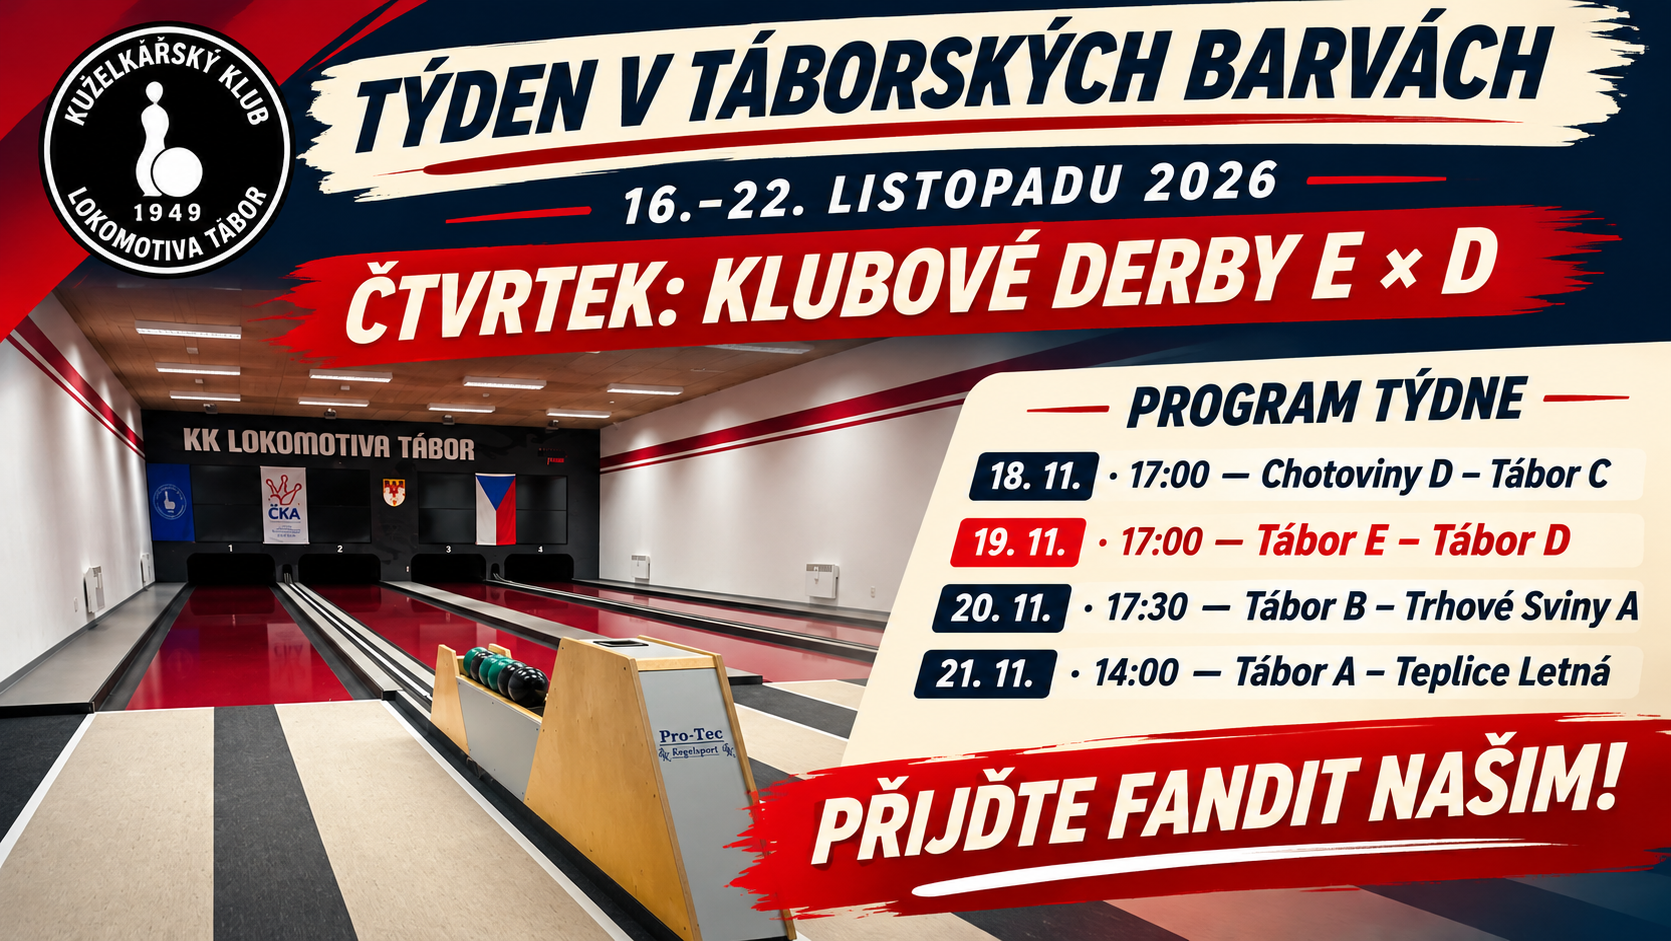 KUŽELKÁŘSKÝ KLUB
1949
LOKOMOTIVA TÁBOR
TÝDEN V TÁBORSKÝCH BARVÁCH
16.–22. LISTOPADU 2026
ČTVRTEK: KLUBOVÉ DERBY E × D
KK LOKOMOTIVA TÁBOR
ČKA
1 2 3 4
Pro-Tec
Kegelsport
PROGRAM TÝDNE
18. 11. · 17:00 — Chotoviny D – Tábor C
19. 11. · 17:00 — Tábor E – Tábor D
20. 11. · 17:30 — Tábor B – Trhové Sviny A
21. 11. · 14:00 — Tábor A – Teplice Letná
PŘIJĎTE FANDIT NAŠIM!